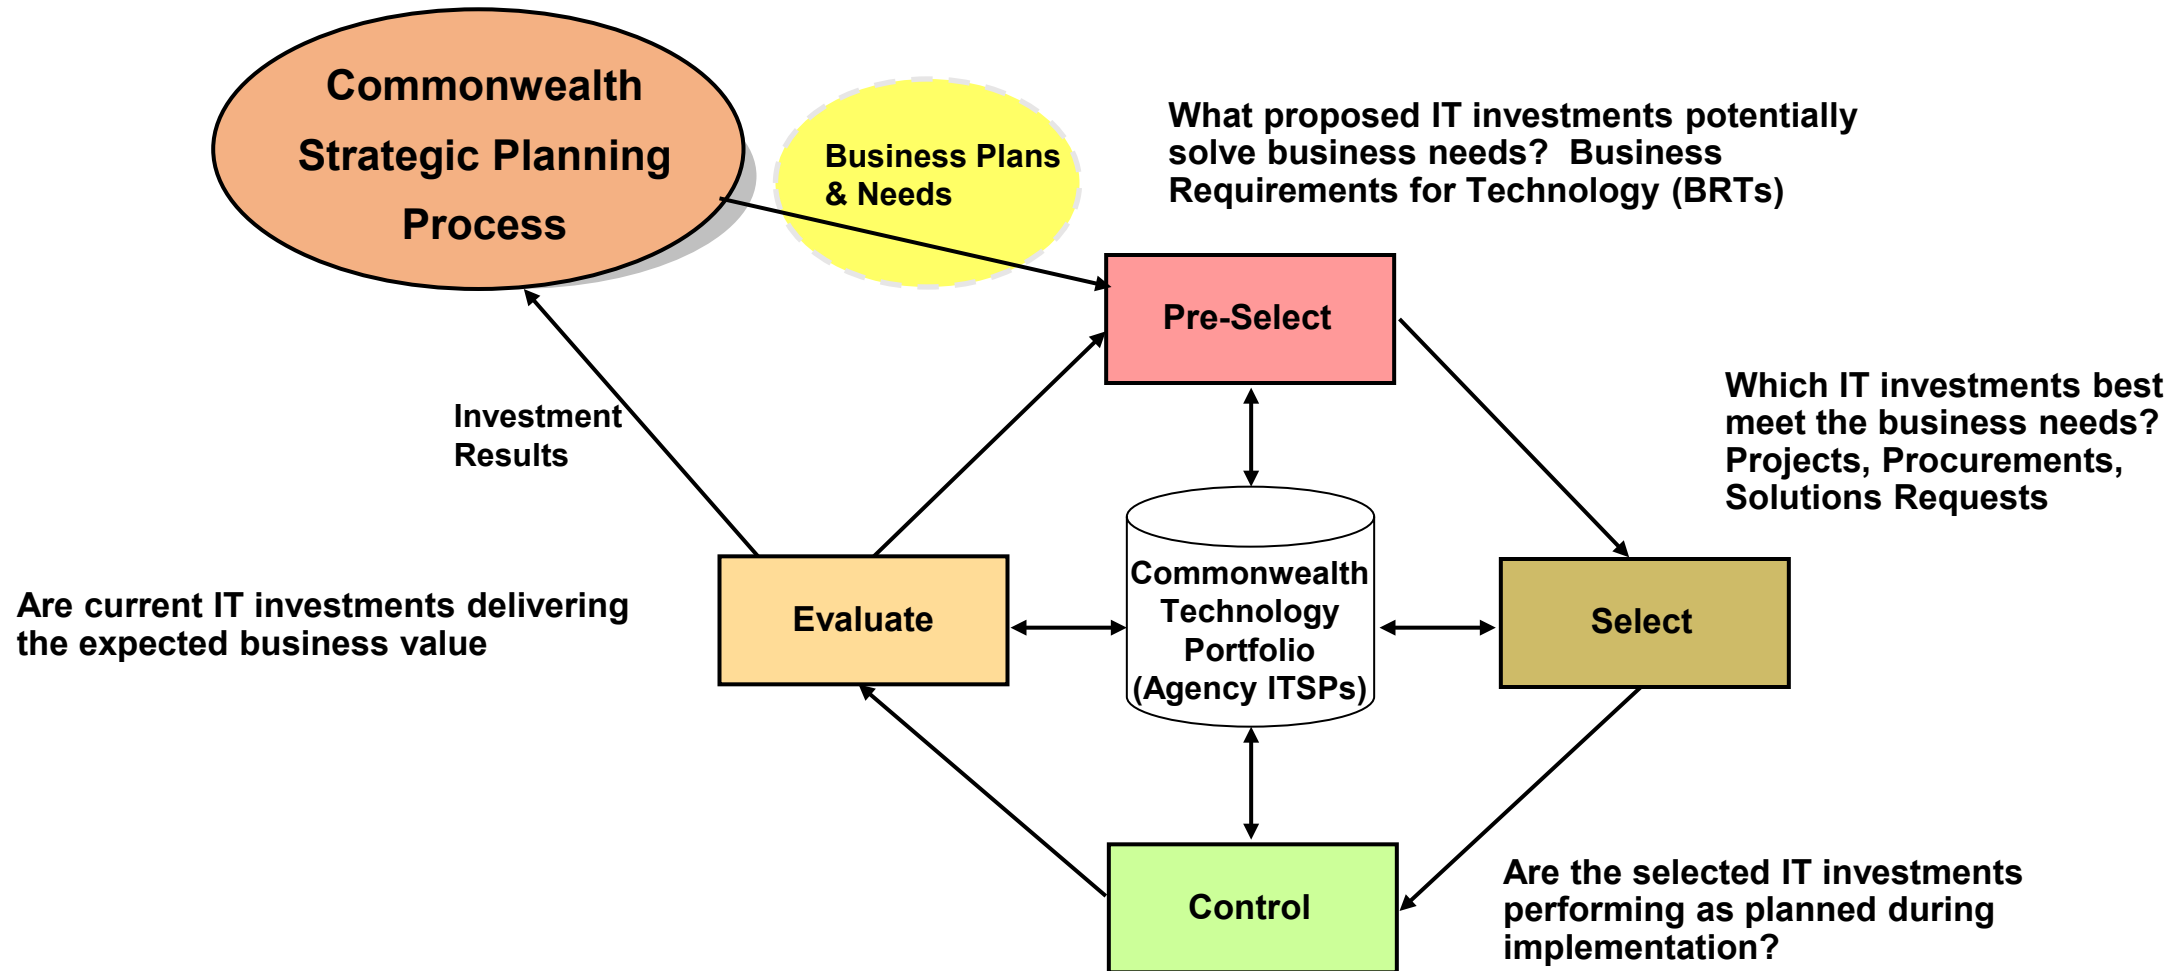 Commonwealth
Strategic Planning
Process
Business Plans
& Needs
What proposed IT investments potentially
solve business needs?  Business
Requirements for Technology (BRTs)
Pre-Select
Which IT investments best
meet the business needs?
Projects, Procurements,
Solutions Requests
Investment
Results
Commonwealth
Technology
Portfolio
(Agency ITSPs)
Are current IT investments delivering
the expected business value
Evaluate
Select
Control
Are the selected IT investments
performing as planned during
implementation?